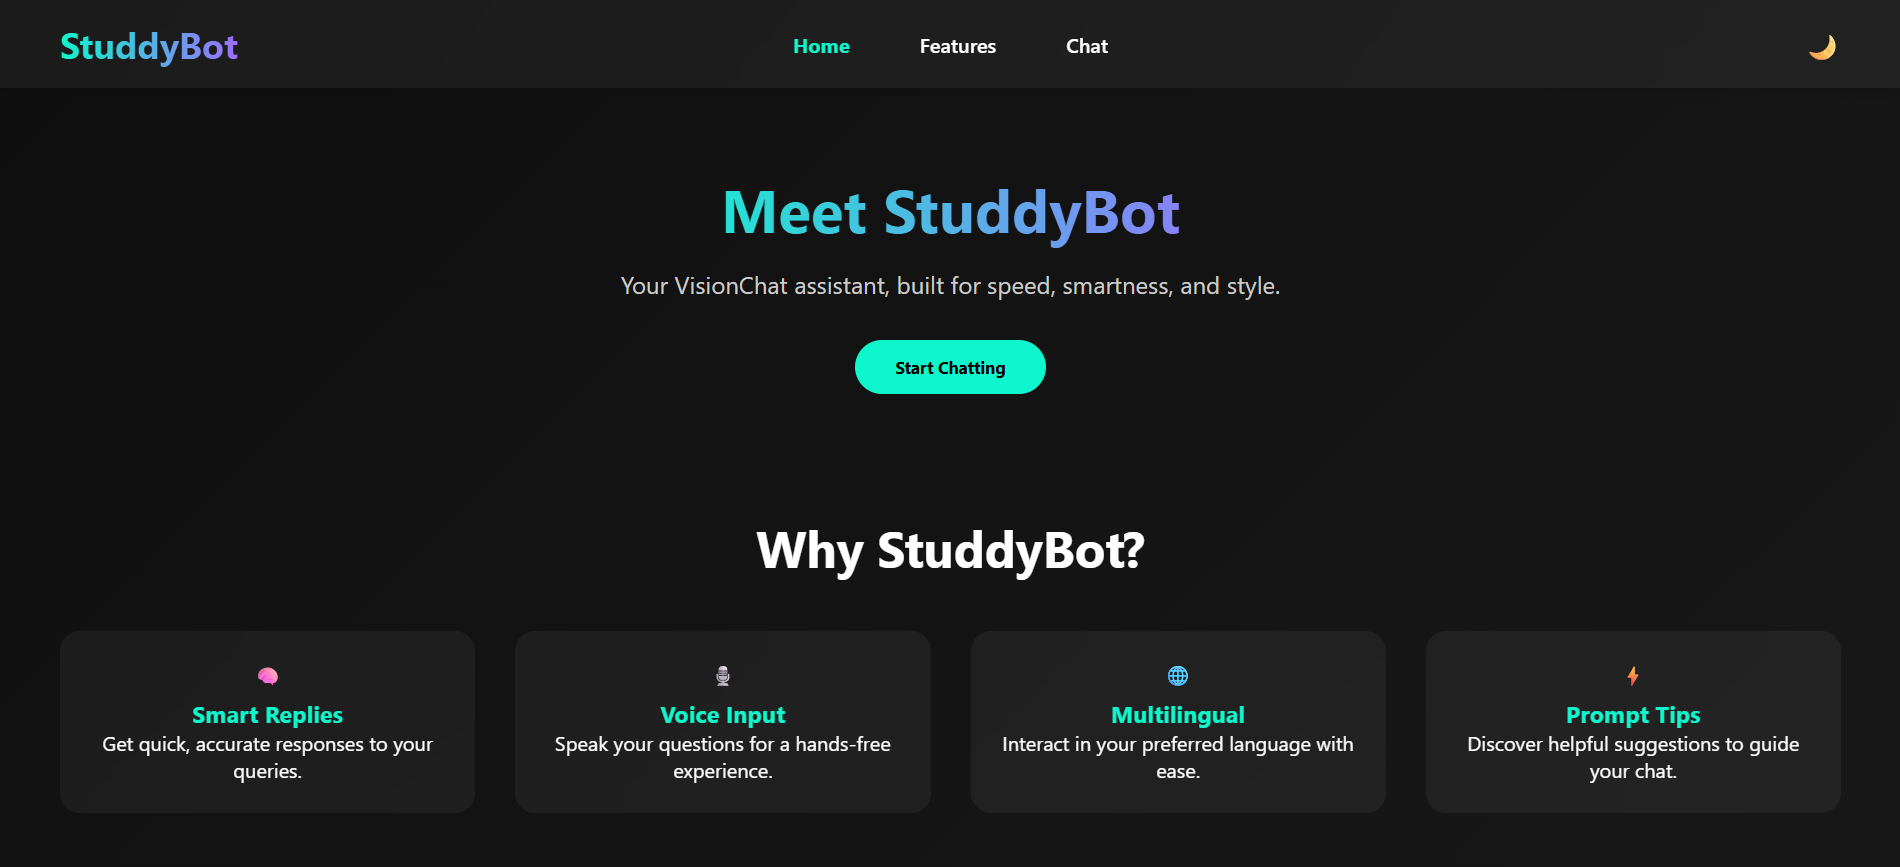 StuddyBot
Home
Features
Chat
Meet StuddyBot
Your VisionChat assistant, built for speed, smartness, and style.
Start Chatting
Why StuddyBot?
Smart Replies
Get quick, accurate responses to your
queries.
Voice Input
Speak your questions for a hands-free
experience.
Multilingual
Interact in your preferred language with
ease.
Prompt Tips
Discover helpful suggestions to guide
your chat.